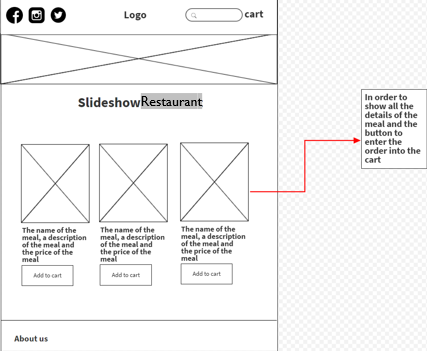 Logo
cart
SlideshowRestaurant
The name of the
meal, a description
of the meal and
the price of the
meal
Add to cart
The name of the
meal, a description
of the meal and
the price of the
meal
Add to cart
The name of the
meal, a description
of the meal and
the price of the
meal
Add to cart
In order to
show all the
details of the
meal and the
button to
enter the
order into the
cart
About us